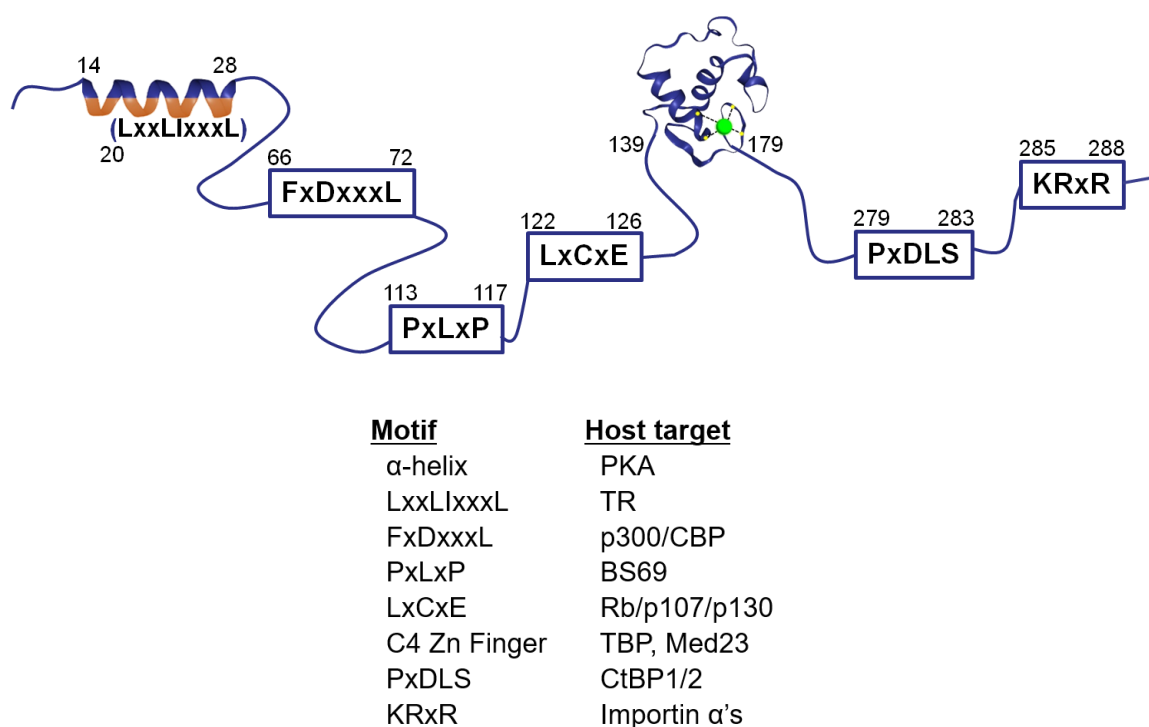 14 28
(LxxLIxxxL)
20
66 72
FxDxxxL
113 117
PxLxP
122 126
LxCxE
139 179
279 283
PxDLS
285 288
KRxR
Motif Host target
α-helix PKA
LxxLIxxxL TR
FxDxxxL p300/CBP
PxLxP BS69
LxCxE Rb/p107/p130
C4 Zn Finger TBP, Med23
PxDLS CtBP1/2
KRxR Importin α's